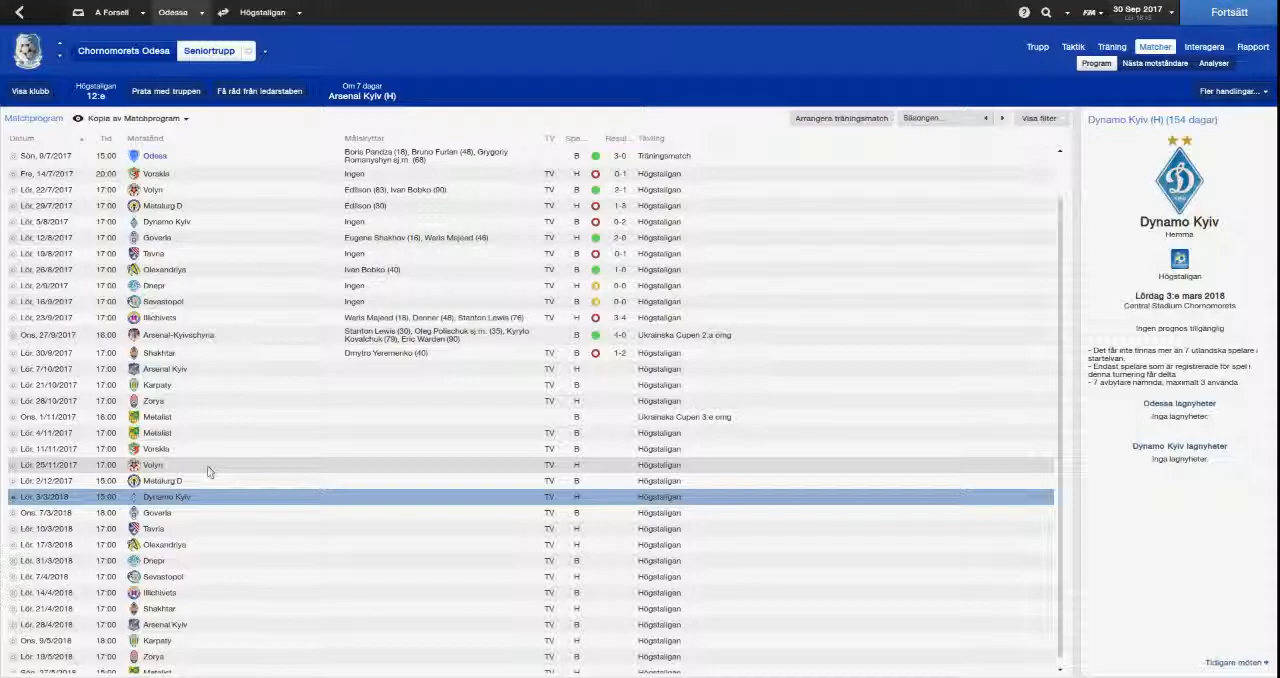 A Forsell Odessa Högstaligan FM 30 Sep 2017 Fortsätt
Chornomorets Odesa Seniortrupp Trupp Taktik Träning Matcher Interagera Rapport
Program Nästa motståndare Analyser
Visa klubb Högstaligan 12:e Prata med truppen Få råd från ledarstaben Om 7 dagar Arsenal Kyiv (H) Fler handlingar...
Matchprogram Kopia av Matchprogram Arrangera träningsmatch Säsongen... Visa filter
Datum Tid Motstånd Målskyttar TV Spe... Resul... Tävling
Sön, 9/7/2017 15:00 Odesa Boris Pandza (18), Bruno Furlan (48), Grygoriy Romanyshyn sj.m. (68) B 3-0 Träningsmatch
Fre, 14/7/2017 20:00 Vorskla Ingen TV H 0-1 Högstaligan
Lör, 22/7/2017 17:00 Volyn Edilson (83), Ivan Bobko (90) TV B 2-1 Högstaligan
Lör, 29/7/2017 17:00 Metalurg D Edilson (30) TV H 1-3 Högstaligan
Lör, 5/8/2017 17:00 Dynamo Kyiv Ingen TV B 0-2 Högstaligan
Lör, 12/8/2017 17:00 Goverla Eugene Shakhov (16), Waris Majeed (46) TV H 2-0 Högstaligan
Lör, 19/8/2017 17:00 Tavria Ingen TV B 0-1 Högstaligan
Lör, 26/8/2017 17:00 Olexandriya Ivan Bobko (40) TV B 1-0 Högstaligan
Lör, 2/9/2017 17:00 Dnepr Ingen TV H 0-0 Högstaligan
Lör, 16/9/2017 17:00 Sevastopol Ingen TV B 0-0 Högstaligan
Lör, 23/9/2017 17:00 Illichivets Waris Majeed (18), Denner (48), Stanton Lewis (76) TV H 3-4 Högstaligan
Ons, 27/9/2017 18:00 Arsenal-Kyivschyna Stanton Lewis (30), Oleg Polischuk sj.m. (35), Kyrylo Kovalchuk (79), Eric Warden (90) B 4-0 Ukrainska Cupen 2:a omg
Lör, 30/9/2017 17:00 Shakhtar Dmytro Yeremenko (40) TV B 1-2 Högstaligan
Lör, 7/10/2017 17:00 Arsenal Kyiv TV H Högstaligan
Lör, 21/10/2017 17:00 Karpaty TV B Högstaligan
Lör, 28/10/2017 17:00 Zorya TV H Högstaligan
Ons, 1/11/2017 18:00 Metalist B Ukrainska Cupen 3:e omg
Lör, 4/11/2017 17:00 Metalist TV B Högstaligan
Lör, 11/11/2017 17:00 Vorskla TV B Högstaligan
Lör, 25/11/2017 17:00 Volyn TV H Högstaligan
Lör, 2/12/2017 15:00 Metalurg D TV B Högstaligan
Lör, 3/3/2018 15:00 Dynamo Kyiv TV H Högstaligan
Ons, 7/3/2018 18:00 Goverla TV B Högstaligan
Lör, 10/3/2018 17:00 Tavria TV H Högstaligan
Lör, 17/3/2018 17:00 Olexandriya TV H Högstaligan
Lör, 31/3/2018 17:00 Dnepr TV B Högstaligan
Lör, 7/4/2018 17:00 Sevastopol TV H Högstaligan
Lör, 14/4/2018 17:00 Illichivets TV B Högstaligan
Lör, 21/4/2018 17:00 Shakhtar TV H Högstaligan
Lör, 28/4/2018 17:00 Arsenal Kyiv TV B Högstaligan
Ons, 9/5/2018 18:00 Karpaty TV H Högstaligan
Lör, 19/5/2018 17:00 Zorya TV B Högstaligan
Sön, 27/5/2018 15:00 Metalist TV H Högstaligan
Dynamo Kyiv (H) (154 dagar)
Dynamo Kyiv
Hemma
Högstaligan
Lördag 3:e mars 2018
Central Stadium Chornomorets
Ingen prognos tillgänglig
- Det får inte finnas mer än 7 utländska spelare i
startelvan.
- Endast spelare som är registrerade för spel i
denna turnering får delta
- 7 avbytare nämnda, maximalt 3 använda
Odessa lagnyheter
Inga lagnyheter.
Dynamo Kyiv lagnyheter
Inga lagnyheter.
Tidigare möten